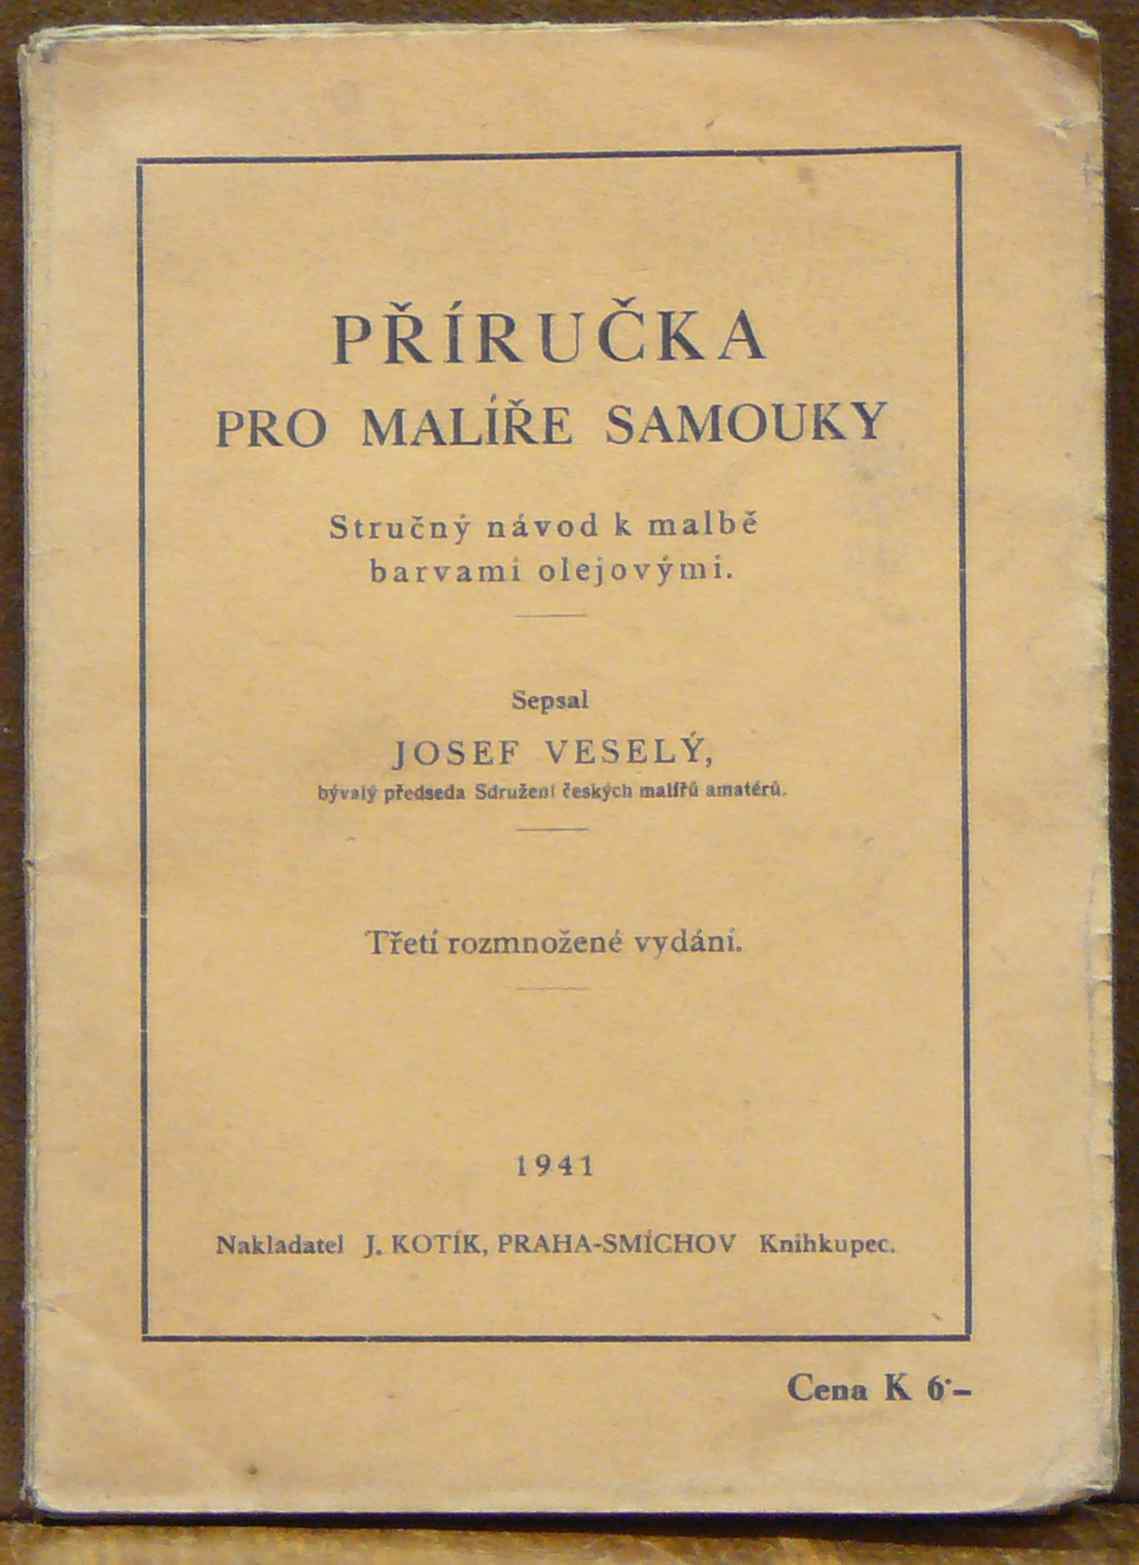 PŘÍRUČKA
PRO MALÍŘE SAMOUKY
Stručný návod k malbě
barvami olejovými.
Sepsal
JOSEF VESELÝ,
bývalý předseda Sdružení českých malířů amatérů.
Třetí rozmnožené vydání.
1941
Nakladatel J. KOTÍK, PRAHA-SMÍCHOV Knihkupec.
Cena K 6·–